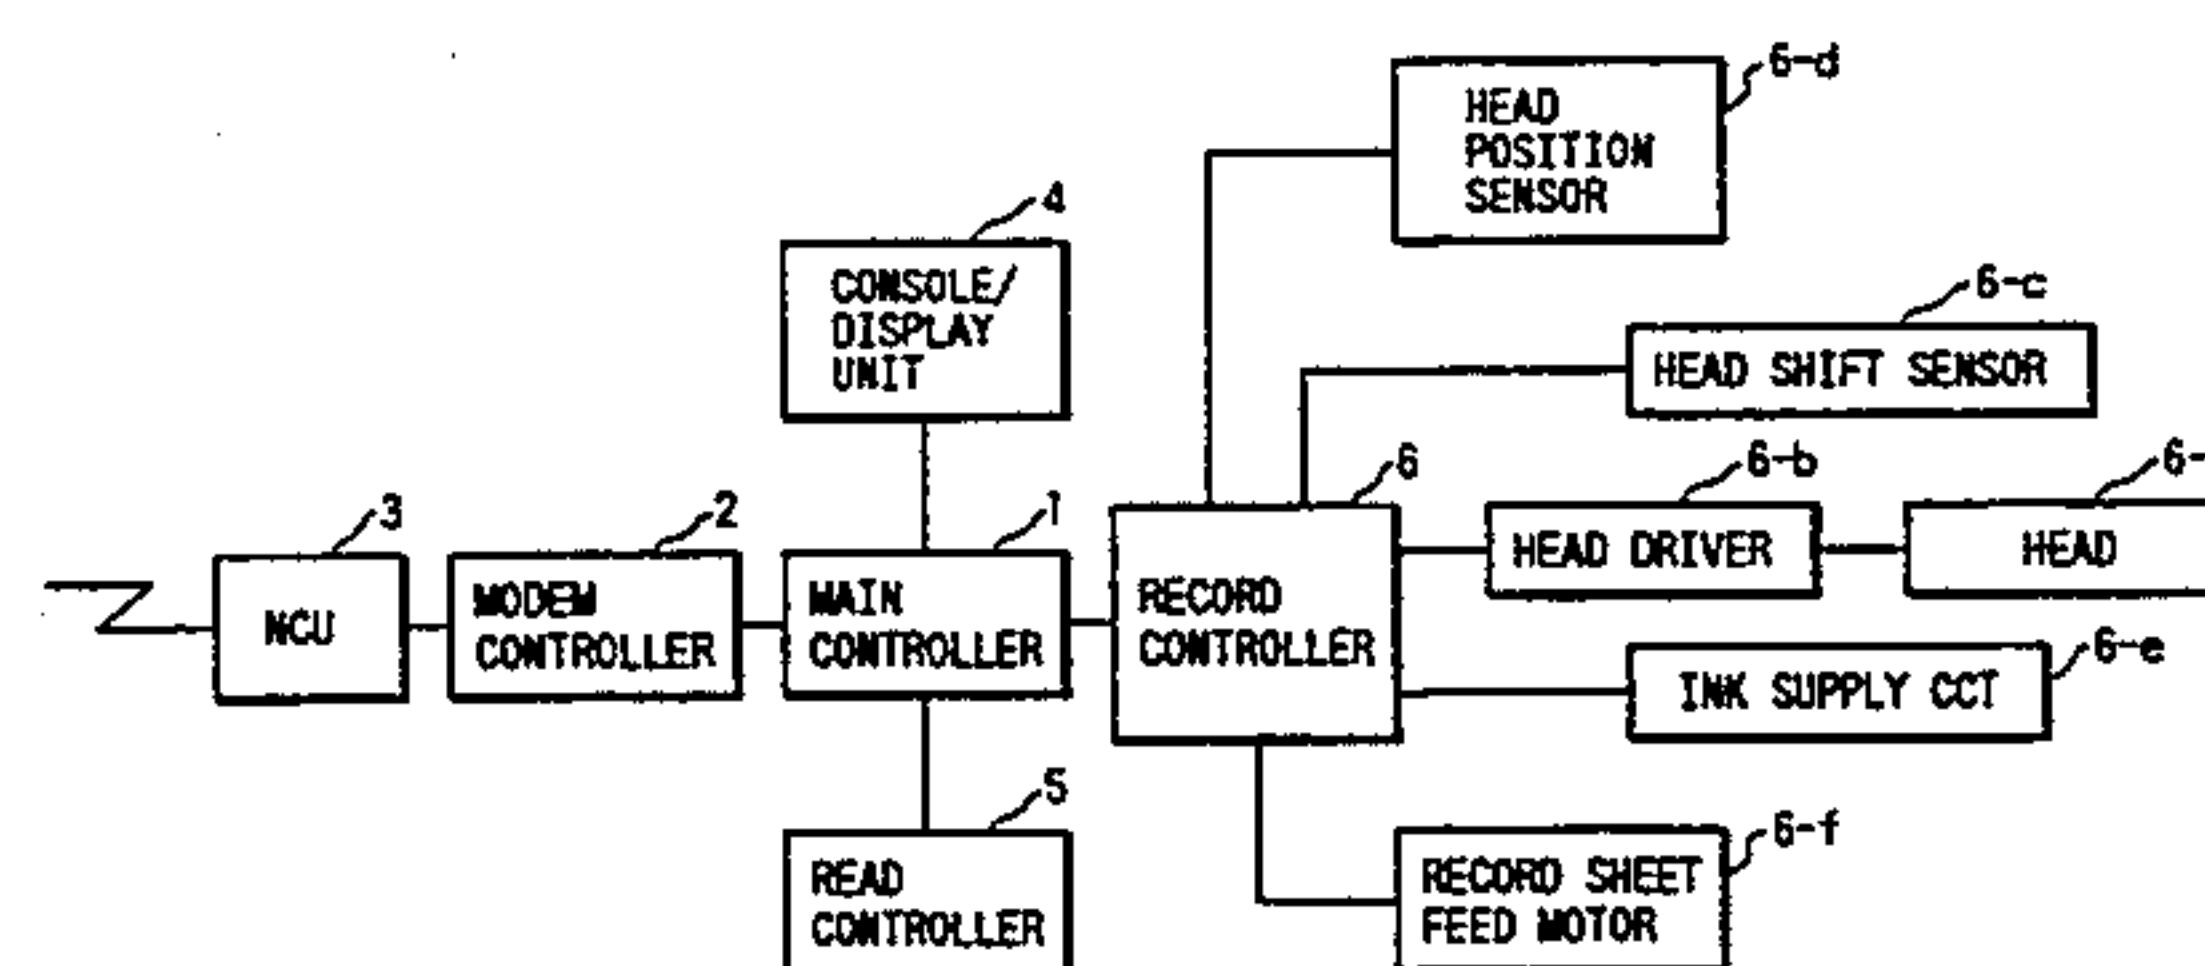 6-d
HEAD
POSITION
SENSOR
4
CONSOLE/
DISPLAY
UNIT
6-c
HEAD SHIFT SENSOR
3
NCU
2
MODEM
CONTROLLER
1
MAIN
CONTROLLER
6
RECORD
CONTROLLER
6-b
HEAD DRIVER
6-
HEAD
6-e
INK SUPPLY CCT
5
READ
CONTROLLER
6-f
RECORD SHEET
FEED MOTOR